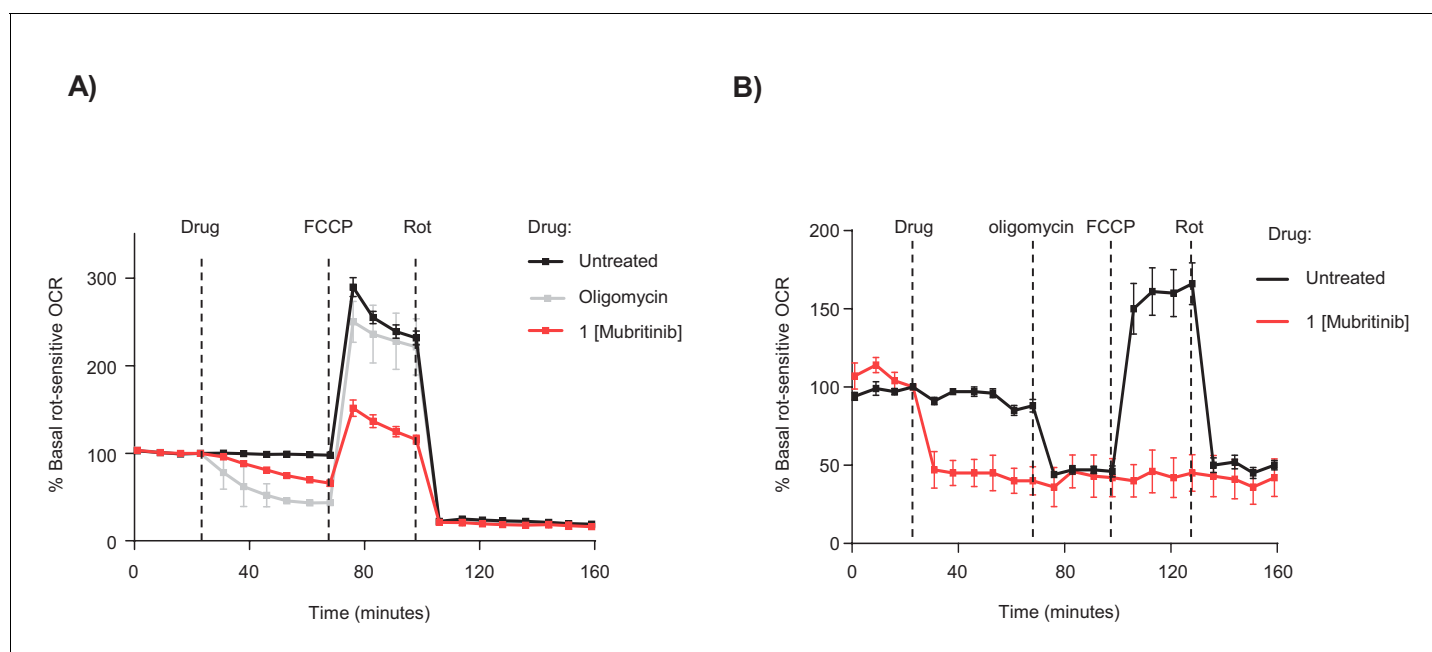 A)
Drug FCCP Rot Drug:
Untreated
Oligomycin
1 [Mubritinib]
% Basal rot-sensitive OCR
300
200
100
0
0 40 80 120 160
Time (minutes)
B)
Drug oligomycin FCCP Rot Drug:
Untreated
1 [Mubritinib]
% Basal rot-sensitive OCR
200
150
100
50
0
0 40 80 120 160
Time (minutes)